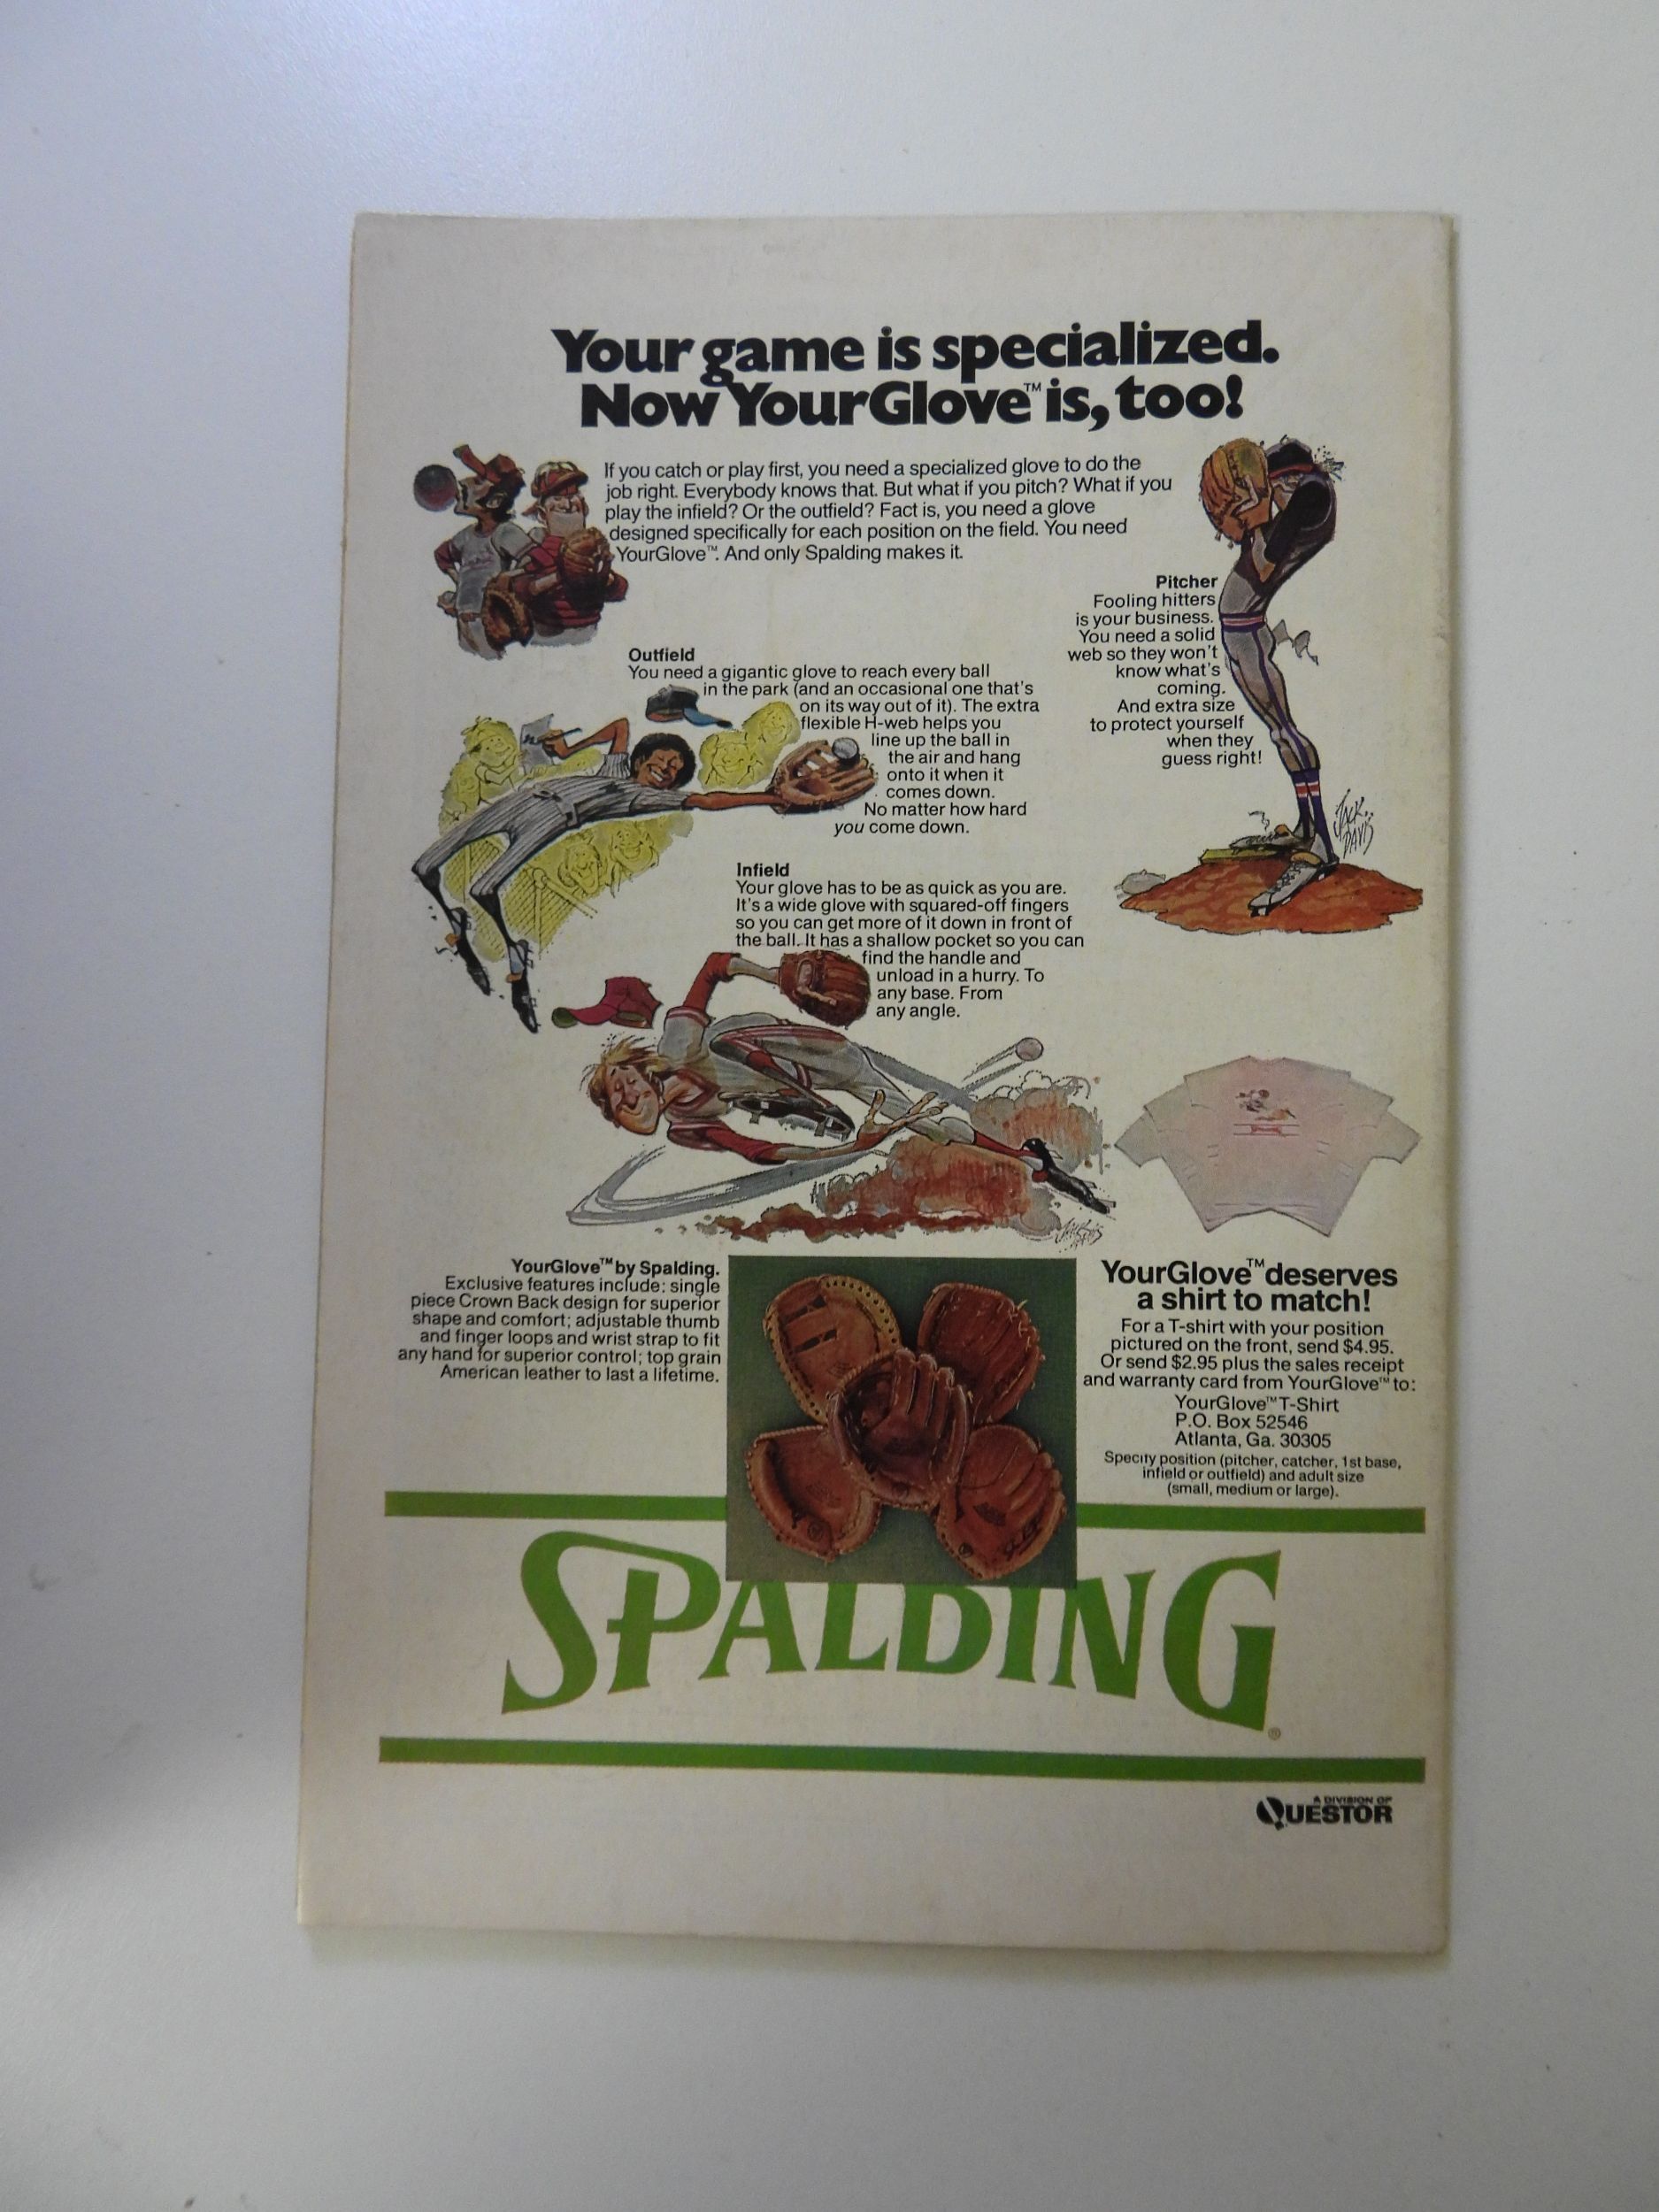 Your game is specialized.
Now YourGlove™ is, too!
If you catch or play first, you need a specialized glove to do the
job right. Everybody knows that. But what if you pitch? What if you
play the infield? Or the outfield? Fact is, you need a glove
designed specifically for each position on the field. You need
YourGlove™. And only Spalding makes it.
Pitcher
Fooling hitters
is your business.
You need a solid
web so they won't
know what's
coming.
And extra size
to protect yourself
when they
guess right!
JACK
DAVIS
Outfield
You need a gigantic glove to reach every ball
in the park (and an occasional one that's
on its way out of it). The extra
flexible H-web helps you
line up the ball in
the air and hang
onto it when it
comes down.
No matter how hard
you come down.
Infield
Your glove has to be as quick as you are.
It's a wide glove with squared-off fingers
so you can get more of it down in front of
the ball. It has a shallow pocket so you can
find the handle and
unload in a hurry. To
any base. From
any angle.
YourGlove™ by Spalding.
Exclusive features include: single
piece Crown Back design for superior
shape and comfort; adjustable thumb
and finger loops and wrist strap to fit
any hand for superior control; top grain
American leather to last a lifetime.
YourGlove™ deserves
a shirt to match!
For a T-shirt with your position
pictured on the front, send $4.95.
Or send $2.95 plus the sales receipt
and warranty card from YourGlove™ to:
YourGlove™ T-Shirt
P.O. Box 52546
Atlanta, Ga. 30305
Specify position (pitcher, catcher, 1st base,
infield or outfield) and adult size
(small, medium or large).
SPALDING®
A DIVISION OF
QUESTOR